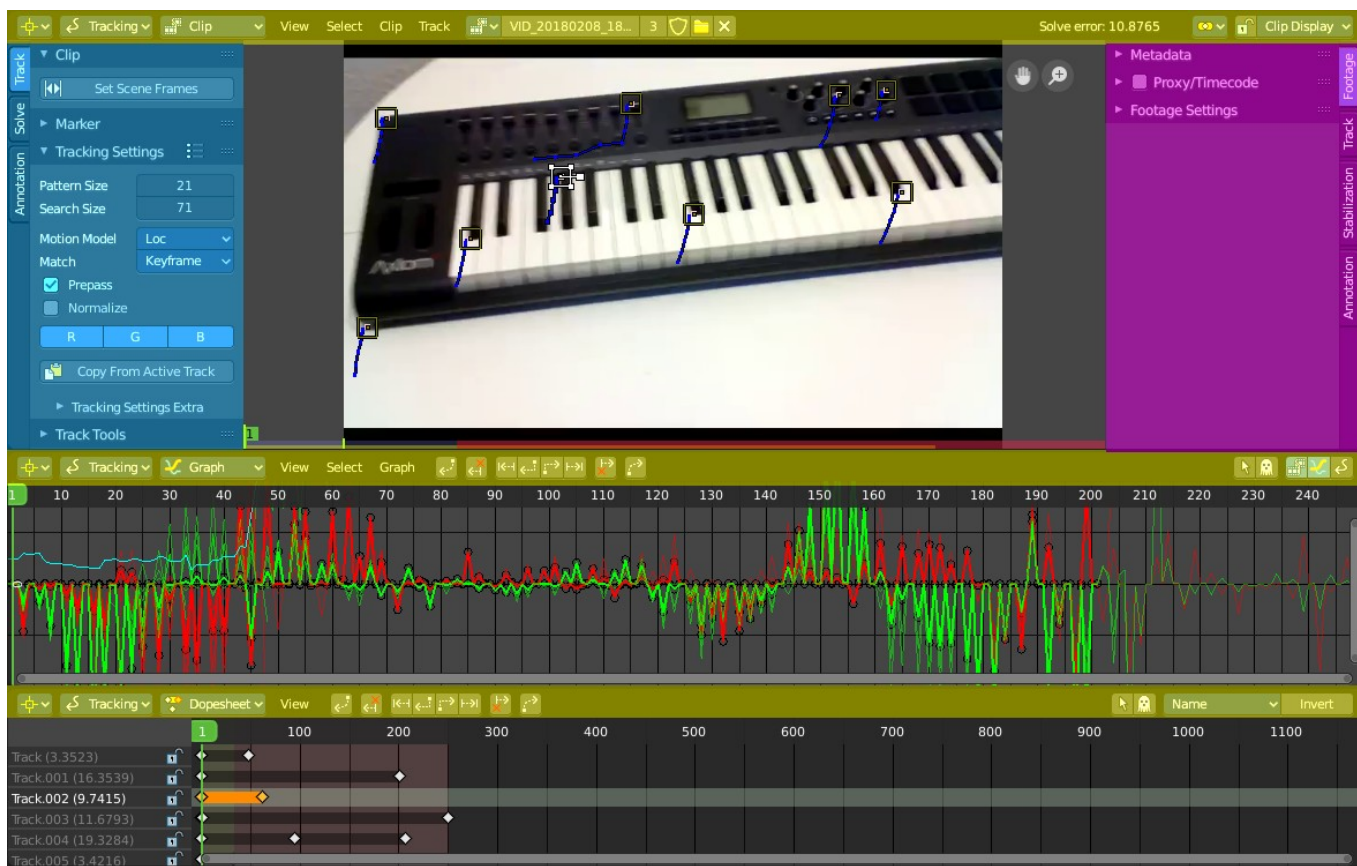 Tracking Clip View Select Clip Track VID_20180208_18... 3 Solve error: 10.8765 Clip Display
Track
Solve
Annotation
Clip
Set Scene Frames
Marker
Tracking Settings
Pattern Size 21
Search Size 71
Motion Model Loc
Match Keyframe
Prepass
Normalize
R G B
Copy From Active Track
Tracking Settings Extra
Track Tools
Axiom
1
Metadata
Proxy/Timecode
Footage Settings
Footage
Track
Stabilization
Annotation
Tracking Graph View Select Graph
1 10 20 30 40 50 60 70 80 90 100 110 120 130 140 150 160 170 180 190 200 210 220 230 240
0
Tracking Dopesheet View Name Invert
1 100 200 300 400 500 600 700 800 900 1000 1100
Track (3.3523)
Track.001 (16.3539)
Track.002 (9.7415)
Track.003 (11.6793)
Track.004 (19.3284)
Track.005 (3.4216)